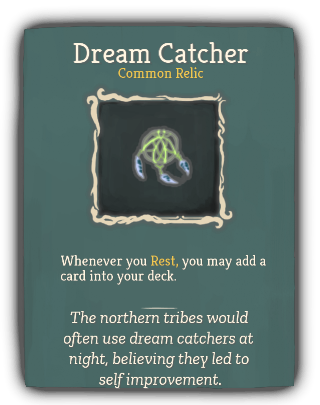 Dream Catcher
Common Relic
Whenever you Rest, you may add a
card into your deck.
The northern tribes would
often use dream catchers at
night, believing they led to
self improvement.